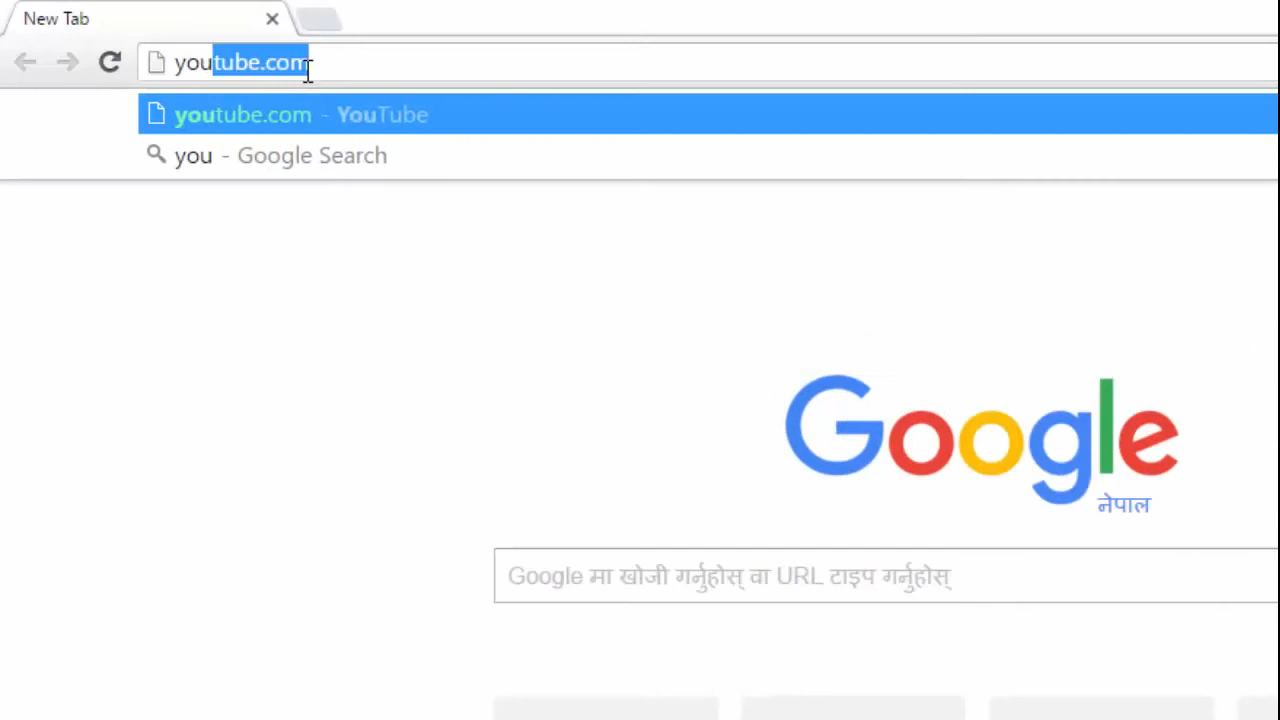 New Tab
youtube.com
youtube.com - YouTube
you - Google Search
Google
नेपाल
Google मा खोजी गर्नुहोस् वा URL टाइप गर्नुहोस्